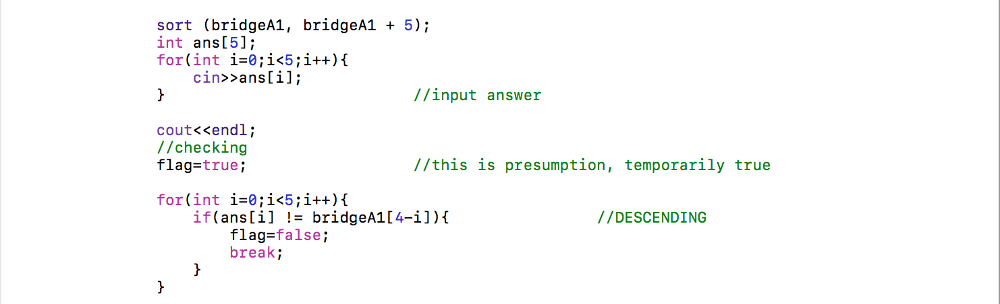 sort (bridgeA1, bridgeA1 + 5);
int ans[5];
for(int i=0;i<5;i++){
    cin>>ans[i];
}                           //input answer

cout<<endl;
//checking
flag=true;                  //this is presumption, temporarily true

for(int i=0;i<5;i++){
    if(ans[i] != bridgeA1[4-i]){                //DESCENDING
        flag=false;
        break;
    }
}